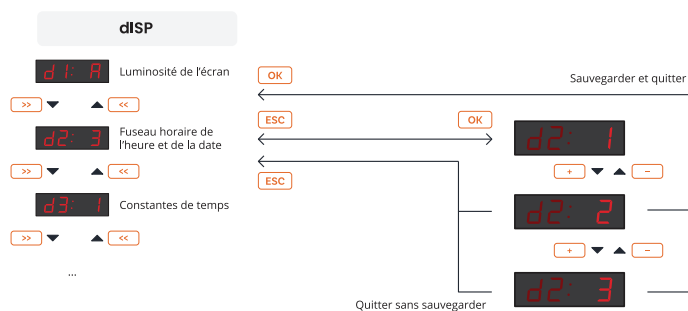 dISP
d1: A
Luminosité de l'écran
OK
Sauvegarder et quitter
>>
<<
ESC
OK
d2: 3
Fuseau horaire de
l'heure et de la date
d2: 1
>>
<<
ESC
+
-
d3: 1
Constantes de temps
d2: 2
>>
<<
+
-
...
d2: 3
Quitter sans sauvegarder